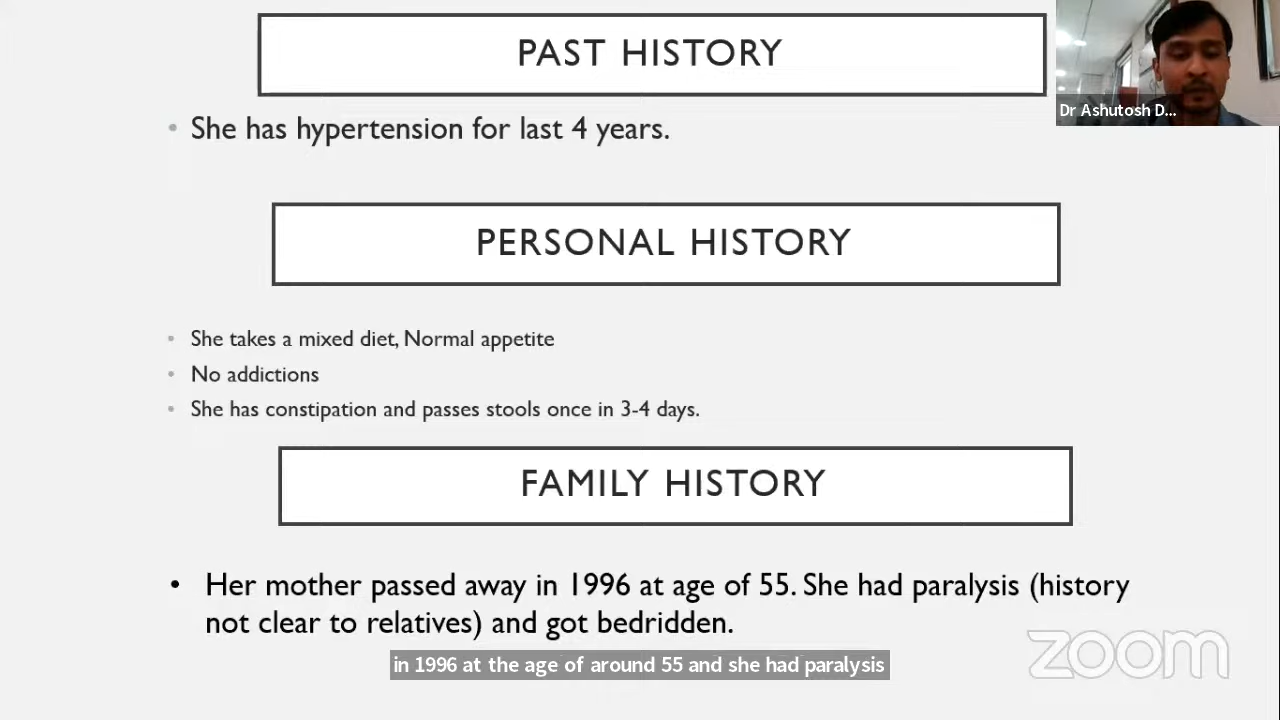 PAST HISTORY
Dr Ashutosh D...
• She has hypertension for last 4 years.
PERSONAL HISTORY
• She takes a mixed diet, Normal appetite
• No addictions
• She has constipation and passes stools once in 3-4 days.
FAMILY HISTORY
• Her mother passed away in 1996 at age of 55. She had paralysis (history
not clear to relatives) and got bedridden.
zoom
in 1996 at the age of around 55 and she had paralysis